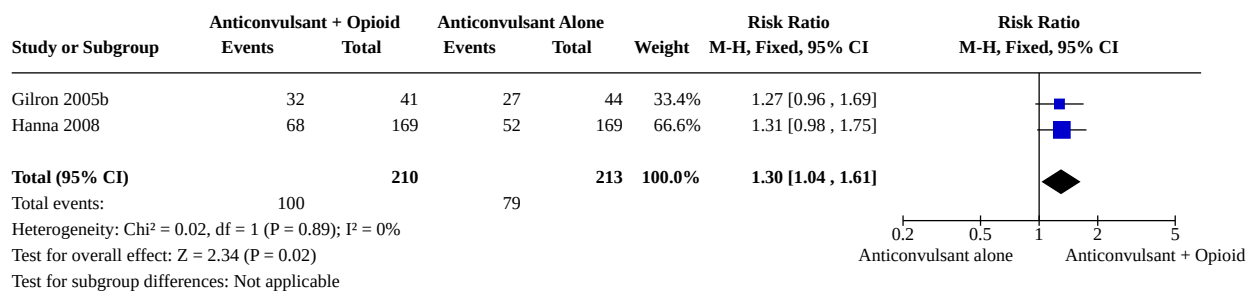 Anticonvulsant + Opioid Anticonvulsant Alone Risk Ratio Risk Ratio
Study or Subgroup Events Total Events Total Weight M-H, Fixed, 95% CI M-H, Fixed, 95% CI
Gilron 2005b 32 41 27 44 33.4% 1.27 [0.96 , 1.69]
Hanna 2008 68 169 52 169 66.6% 1.31 [0.98 , 1.75]
Total (95% CI) 210 213 100.0% 1.30 [1.04 , 1.61]
Total events: 100 79
Heterogeneity: Chi² = 0.02, df = 1 (P = 0.89); I² = 0%
0.2 0.5 1 2 5
Test for overall effect: Z = 2.34 (P = 0.02) Anticonvulsant alone Anticonvulsant + Opioid
Test for subgroup differences: Not applicable